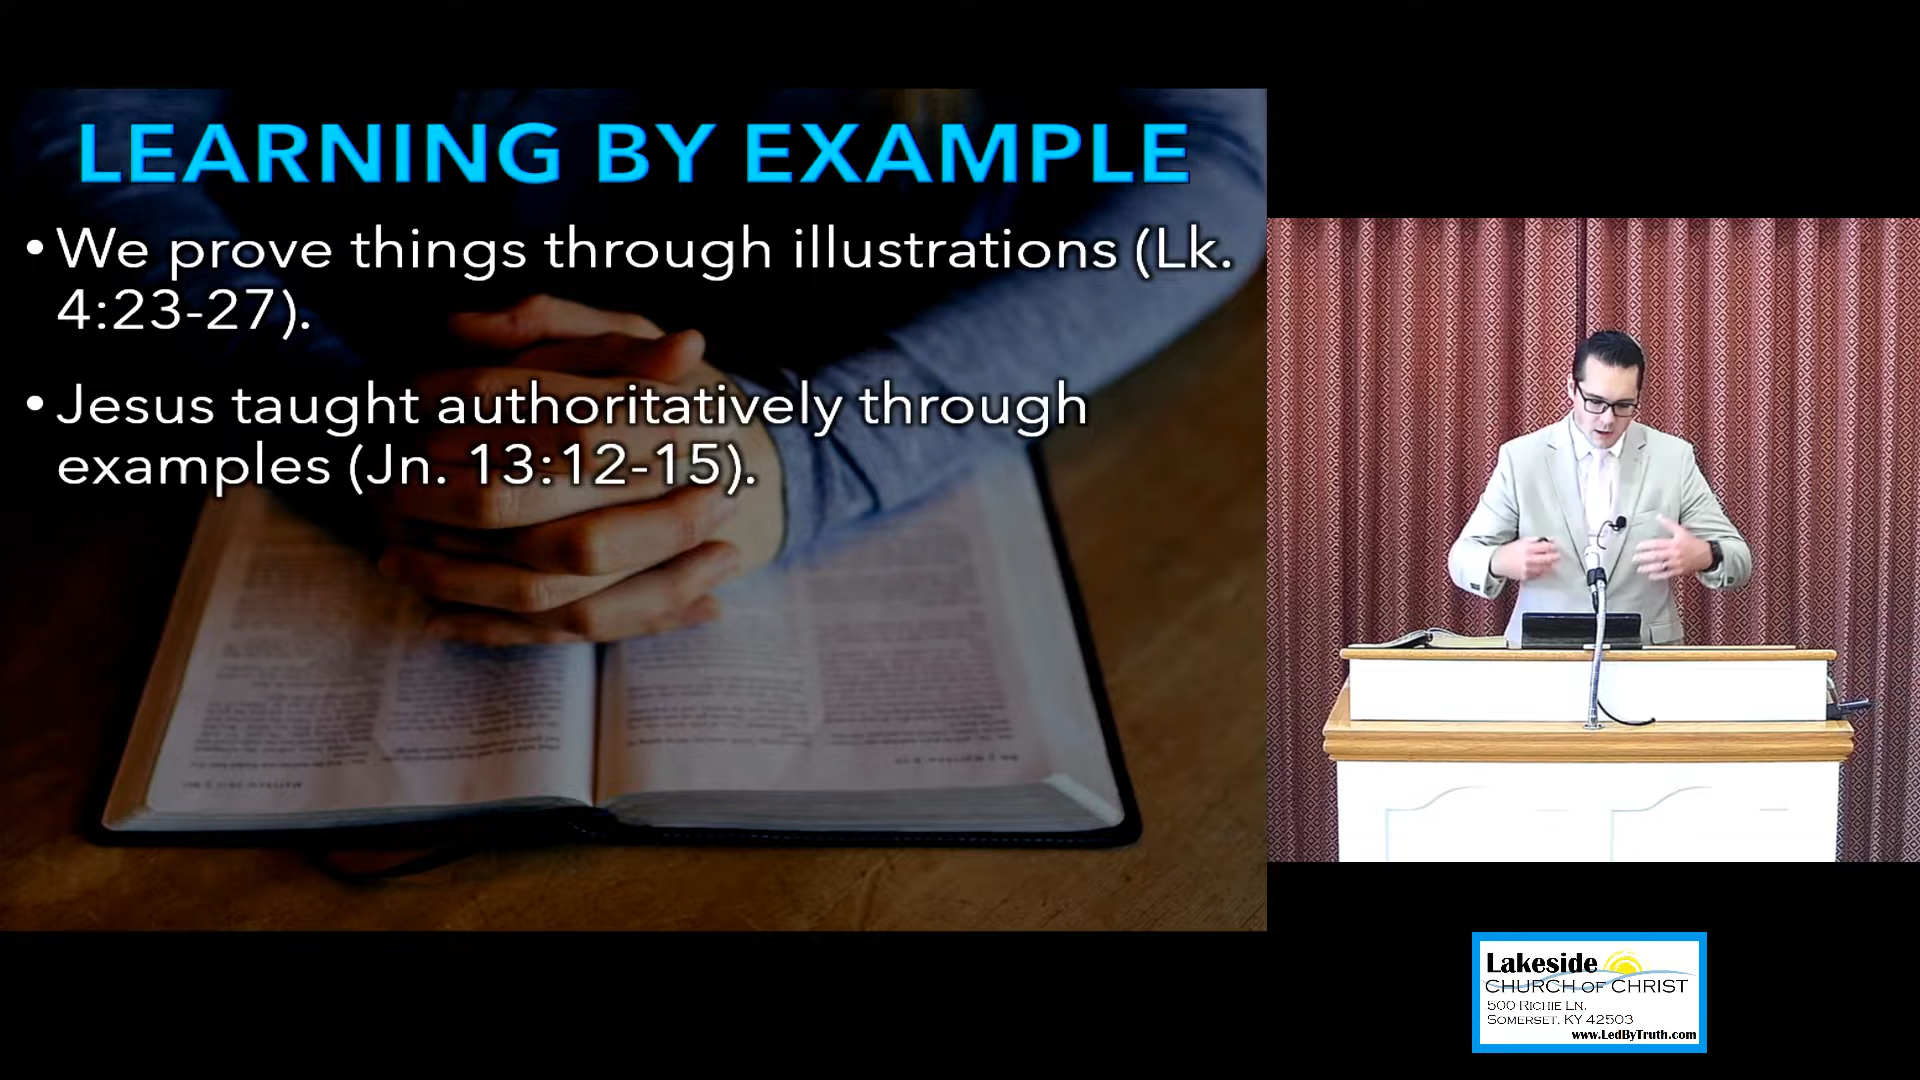 LEARNING BY EXAMPLE
• We prove things through illustrations (Lk.
4:23-27).
• Jesus taught authoritatively through
examples (Jn. 13:12-15).
Lakeside
CHURCH OF CHRIST
500 RICHIE LN.
SOMERSET, KY 42503
www.LedByTruth.com